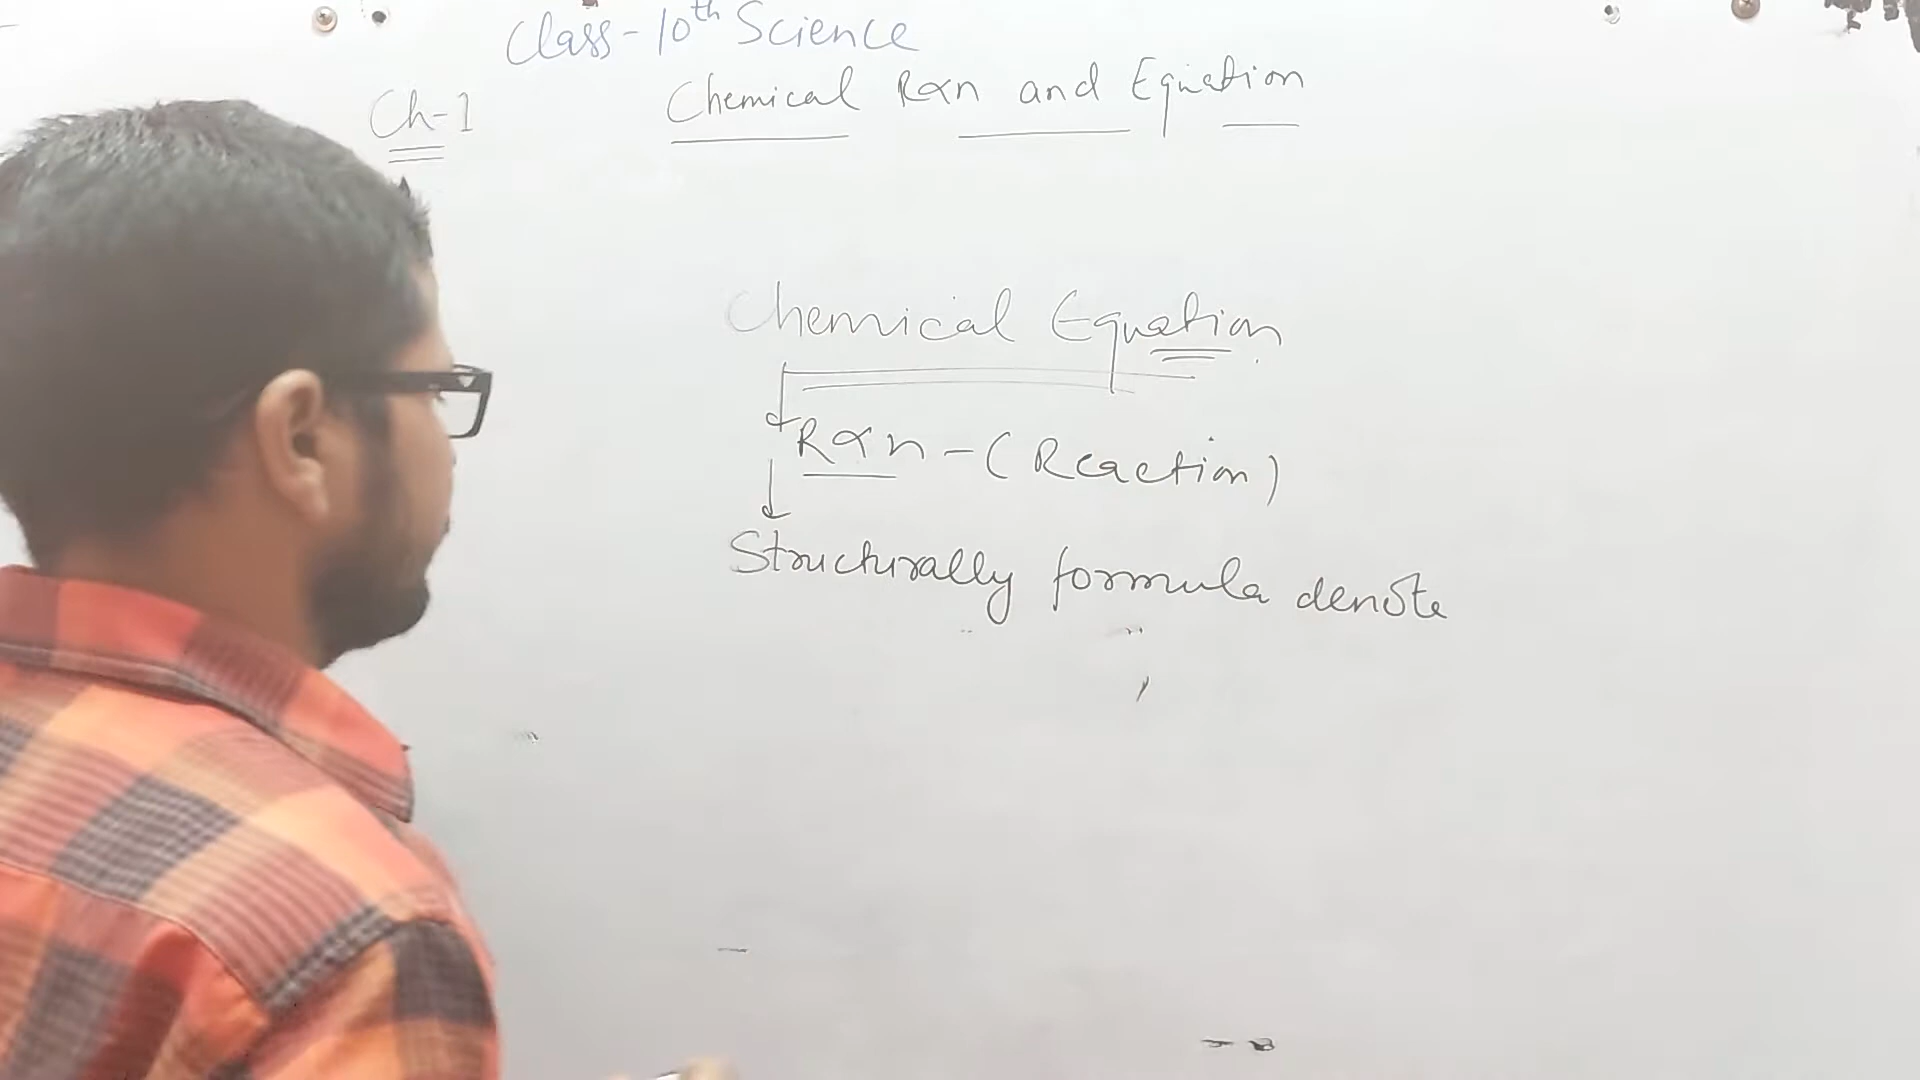 Class-10th Science
Ch-1 Chemical Rxn and Equation
Chemical Equation
Rxn-(Reaction)
Structurally formula denote